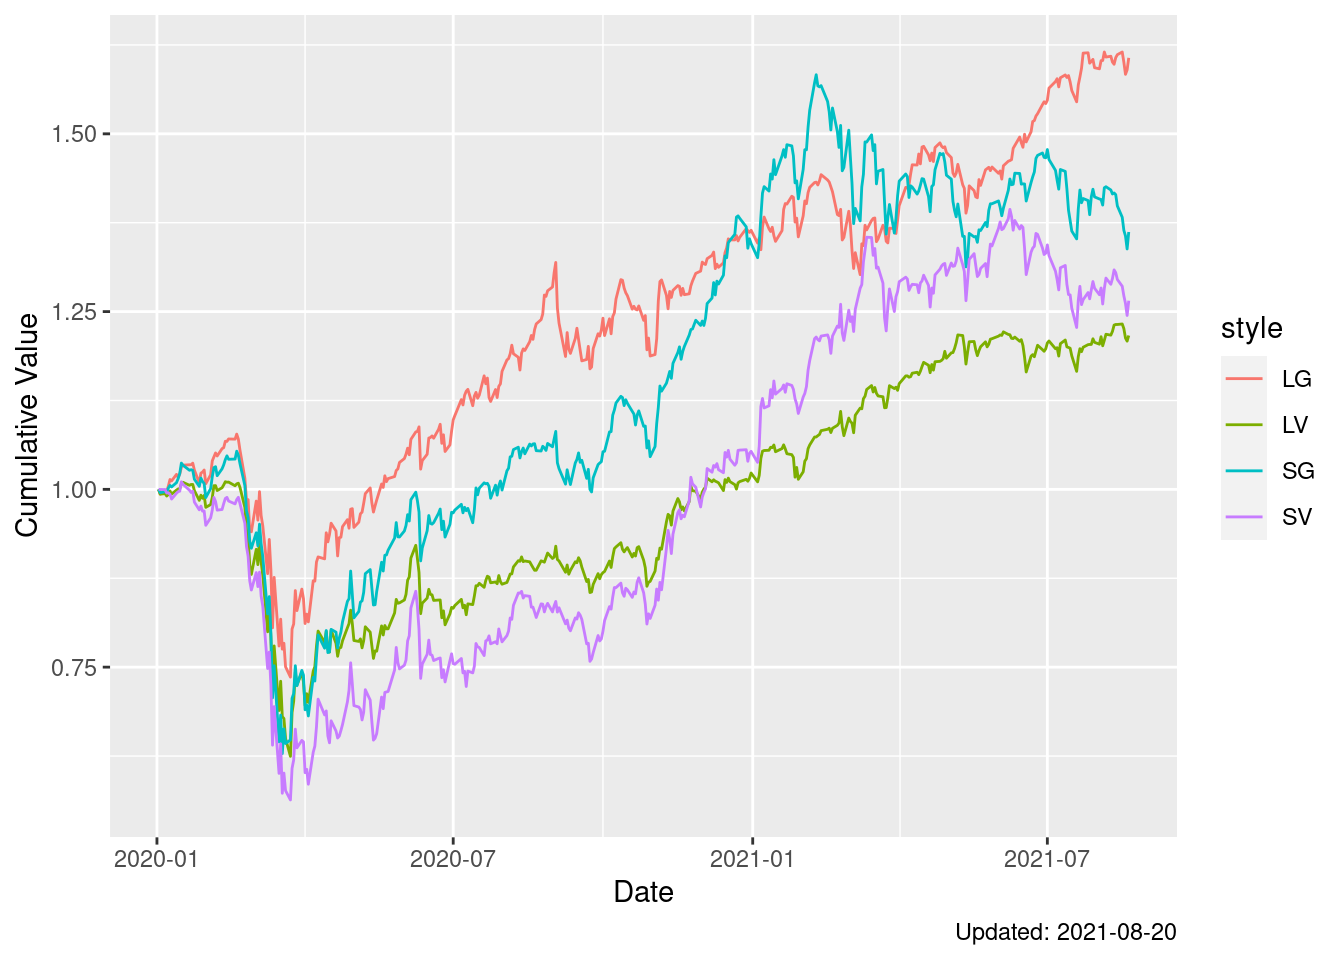 Cumulative Value
1.50
1.25
1.00
0.75
2020-01
2020-07
2021-01
2021-07
Date
style
LG
LV
SG
SV
Updated: 2021-08-20